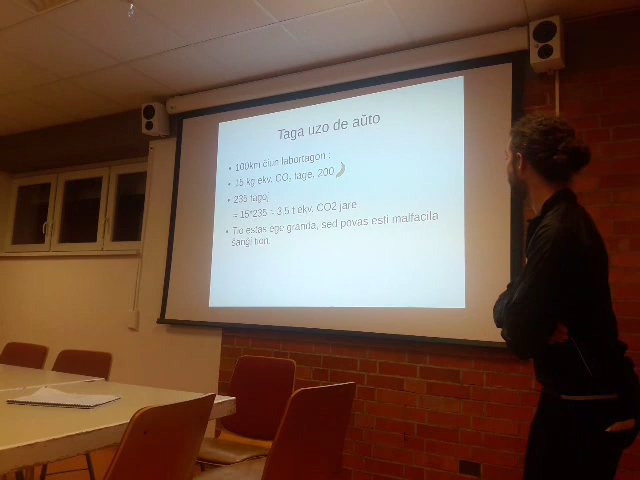 Taga uzo de aŭto
• 100km ĉiun labortagon :
• 15 kg ekv. CO₂ tage, 200
• 235 tagoj
= 15*235 = 3,5 t ekv. CO2 jare
• Tio estas ege granda, sed povas esti malfacila
ŝanĝi tion.